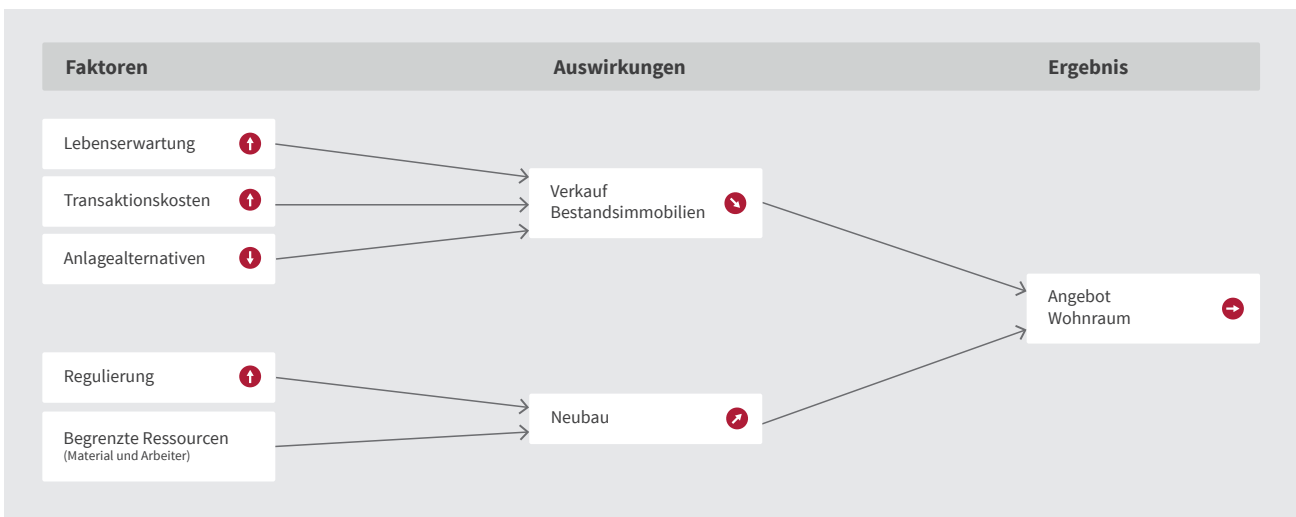 Faktoren
Auswirkungen
Ergebnis
Lebenserwartung
Transaktionskosten
Anlagealternativen
Verkauf
Bestandsimmobilien
Angebot
Wohnraum
Regulierung
Begrenzte Ressourcen
(Material und Arbeiter)
Neubau